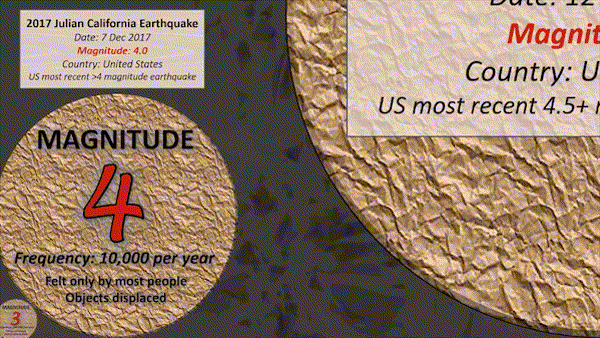 2017 Julian California Earthquake
Date: 7 Dec 2017
Magnitude: 4.0
Country: United States
US most recent >4 magnitude earthquake
MAGNITUDE
4
Frequency: 10,000 per year
Felt only by most people
Objects displaced
MAGNITUDE
3
Date: 12
Magnit
Country: U
US most recent 4.5+